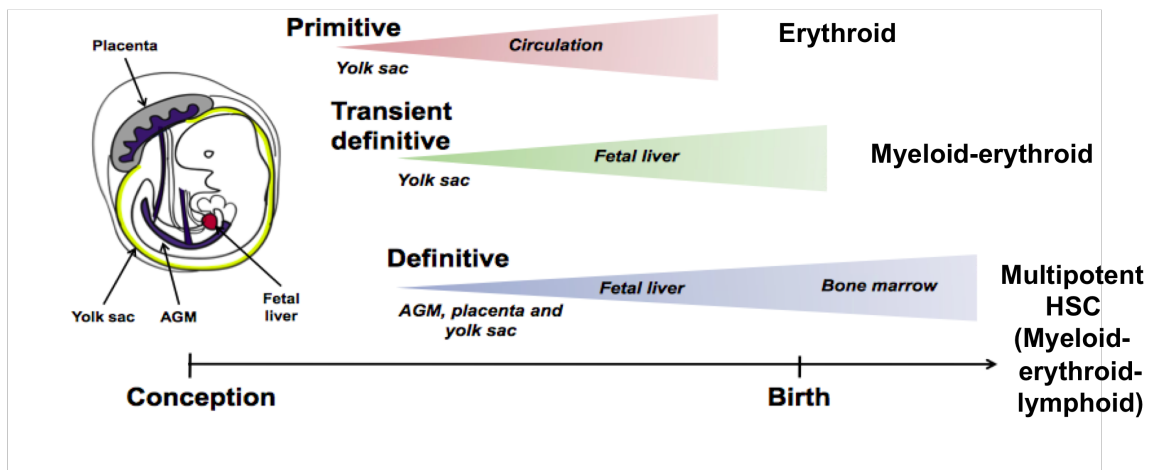 Placenta
Yolk sac
AGM
Fetal
liver
Primitive
Circulation
Yolk sac
Erythroid
Transient
definitive
Fetal liver
Yolk sac
Myeloid-erythroid
Definitive
Fetal liver
Bone marrow
AGM, placenta and
yolk sac
Multipotent
HSC
(Myeloid-
erythroid-
lymphoid)
Conception
Birth